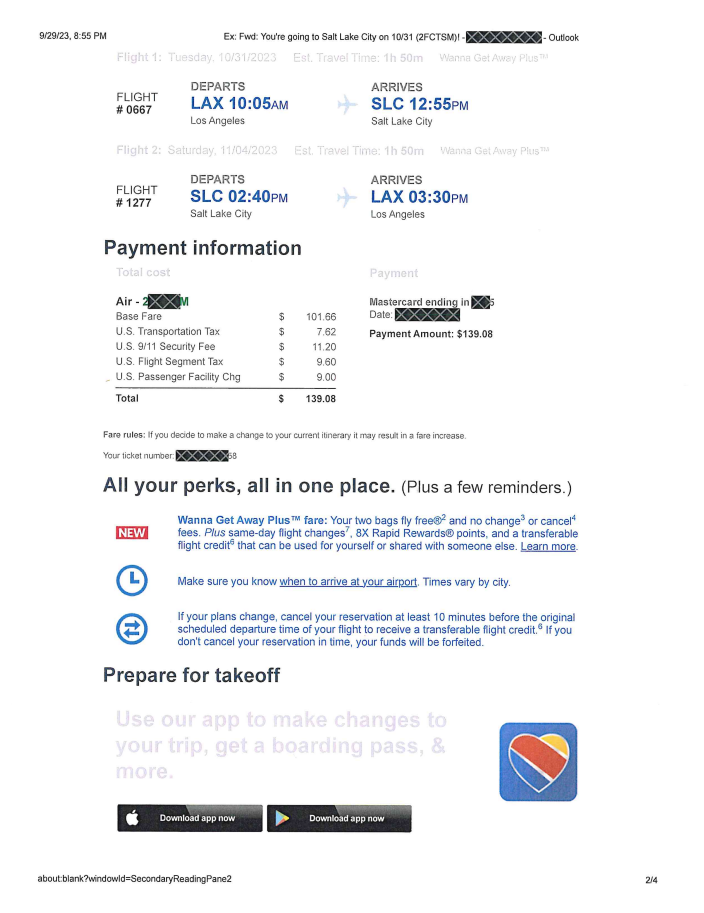 9/29/23, 8:55 PM Ex: Fwd: You're going to Salt Lake City on 10/31 (2FCTSM)! - - Outlook
Flight 1: Tuesday, 10/31/2023 Est. Travel Time: 1h 50m Wanna Get Away Plus™
FLIGHT
# 0667
DEPARTS
LAX 10:05AM
Los Angeles
ARRIVES
SLC 12:55PM
Salt Lake City
Flight 2: Saturday, 11/04/2023 Est. Travel Time: 1h 50m Wanna Get Away Plus™
FLIGHT
# 1277
DEPARTS
SLC 02:40PM
Salt Lake City
ARRIVES
LAX 03:30PM
Los Angeles
Payment information
Total cost
Air - 2 M
Base Fare $ 101.66
U.S. Transportation Tax $ 7.62
U.S. 9/11 Security Fee $ 11.20
U.S. Flight Segment Tax $ 9.60
U.S. Passenger Facility Chg $ 9.00
Total $ 139.08
Payment
Mastercard ending in 5
Date:
Payment Amount: $139.08
Fare rules: If you decide to make a change to your current itinerary it may result in a fare increase.
Your ticket number: 58
All your perks, all in one place. (Plus a few reminders.)
NEW
Wanna Get Away Plus™ fare: Your two bags fly free®² and no change³ or cancel⁴
fees. Plus same-day flight changes⁷, 8X Rapid Rewards® points, and a transferable
flight credit⁶ that can be used for yourself or shared with someone else. Learn more.
Make sure you know when to arrive at your airport. Times vary by city.
If your plans change, cancel your reservation at least 10 minutes before the original
scheduled departure time of your flight to receive a transferable flight credit.⁶ If you
don't cancel your reservation in time, your funds will be forfeited.
Prepare for takeoff
Use our app to make changes to
your trip, get a boarding pass, &
more.
Download app now
Download app now
about:blank?windowId=SecondaryReadingPane2 2/4